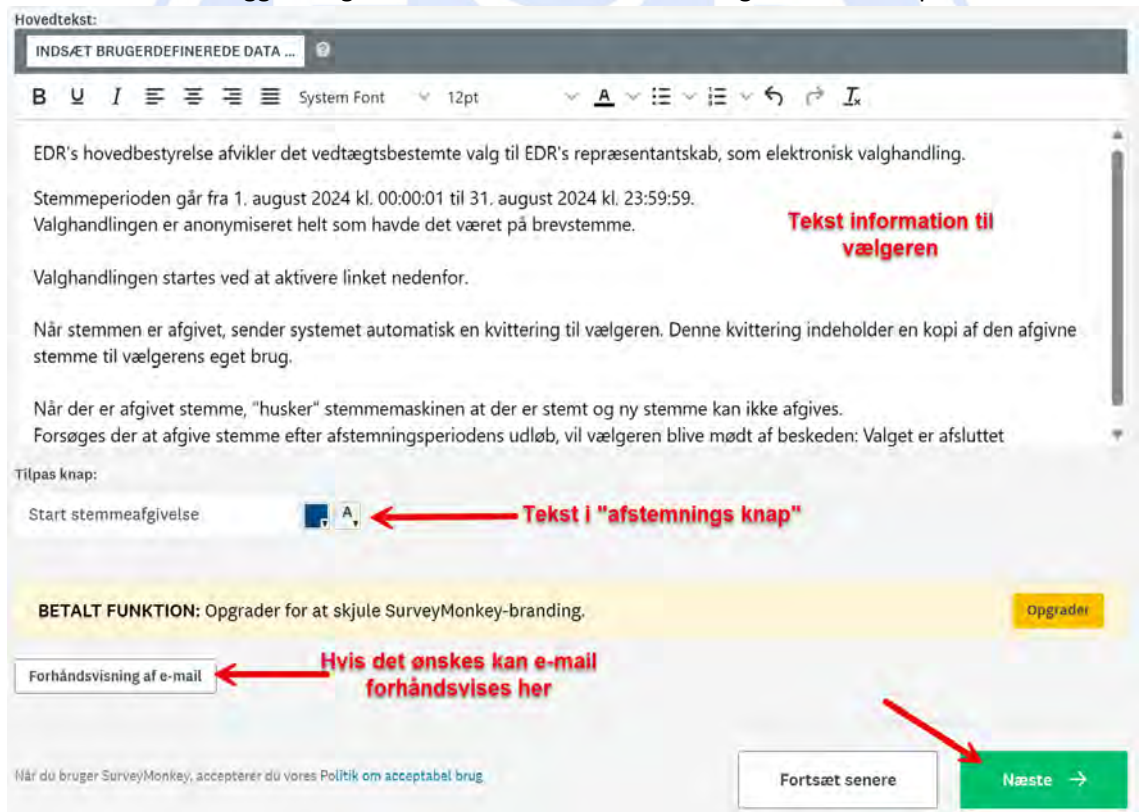 Hovedtekst:
INDSÆT BRUGERDEFINEREDE DATA ...
B U I System Font 12pt A
EDR's hovedbestyrelse afvikler det vedtægtsbestemte valg til EDR's repræsentantskab, som elektronisk valghandling.
Stemmeperioden går fra 1. august 2024 kl. 00:00:01 til 31. august 2024 kl. 23:59:59.
Valghandlingen er anonymiseret helt som havde det været på brevstemme.
Tekst information til
vælgeren
Valghandlingen startes ved at aktivere linket nedenfor.
Når stemmen er afgivet, sender systemet automatisk en kvittering til vælgeren. Denne kvittering indeholder en kopi af den afgivne
stemme til vælgerens eget brug.
Når der er afgivet stemme, "husker" stemmemaskinen at der er stemt og ny stemme kan ikke afgives.
Forsøges der at afgive stemme efter afstemningsperiodens udløb, vil vælgeren blive mødt af beskeden: Valget er afsluttet
Tilpas knap:
Start stemmeafgivelse A Tekst i "afstemnings knap"
BETALT FUNKTION: Opgrader for at skjule SurveyMonkey-branding. Opgrader
Forhåndsvisning af e-mail
Hvis det ønskes kan e-mail
forhåndsvises her
Når du bruger SurveyMonkey, accepterer du vores Politik om acceptabel brug
Fortsæt senere
Næste →